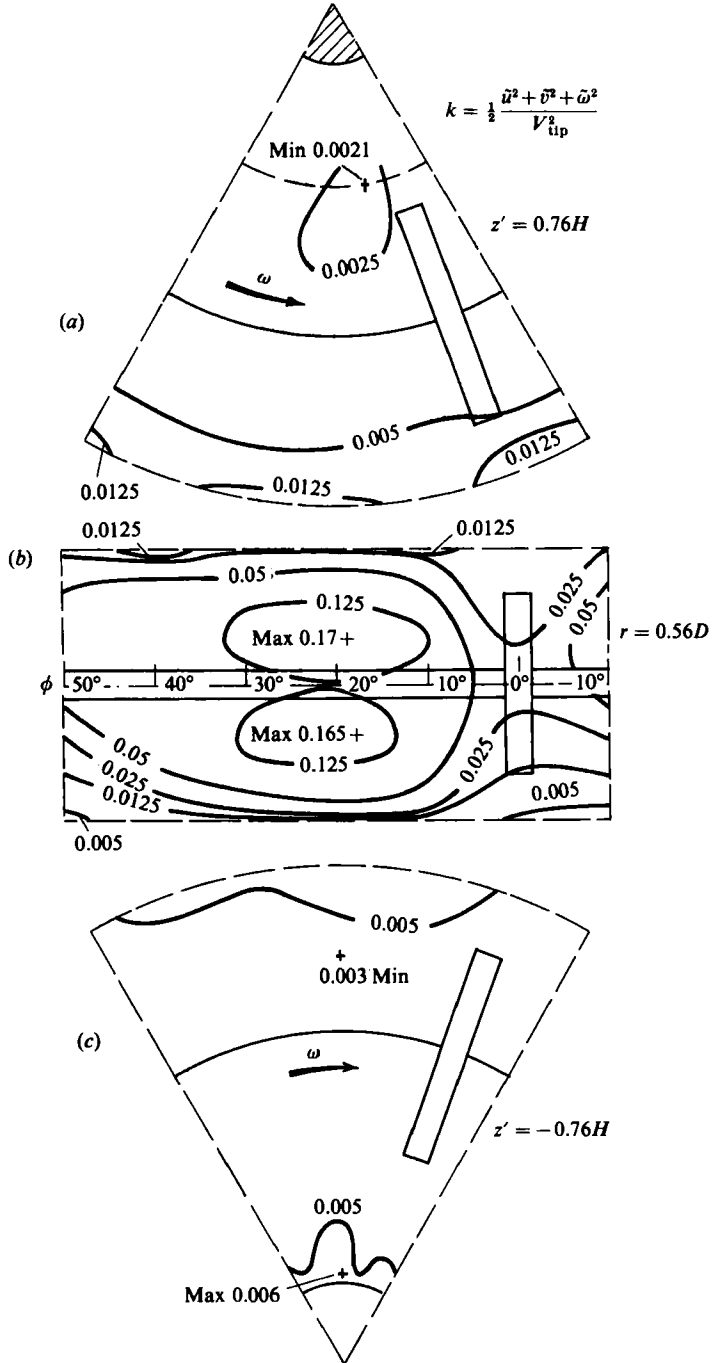 k = ½ (ũ² + ṽ² + ω̃²) / V²tip
Min 0.0021
z′ = 0.76H
0.0025
ω
(a)
0.005
0.0125
0.0125
0.0125
0.0125
0.0125
(b)
0.05
0.025
0.05
0.125
Max 0.17+
r = 0.56D
ϕ 50° 40° 30° 20° 10° 0° −10°
Max 0.165+
0.125
0.05
0.025
0.0125
0.005
0.025
0.005
0.005
0.003 Min
(c)
ω
z′ = −0.76H
0.005
Max 0.006